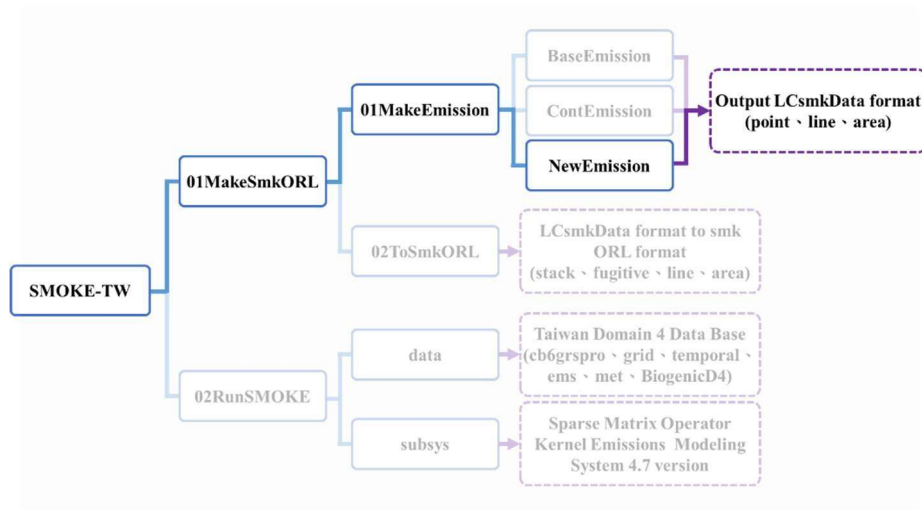 BaseEmission
Output LCsmkData format
(point、line、area)
01MakeEmission
ContEmission
NewEmission
01MakeSmkORL
LCsmkData format to smk
ORL format
(stack、fugitive、line、area)
02ToSmkORL
SMOKE-TW
Taiwan Domain 4 Data Base
(cb6grspro、grid、temporal、
ems、met、BiogenicD4)
data
02RunSMOKE
Sparse Matrix Operator
Kernel Emissions Modeling
System 4.7 version
subsys